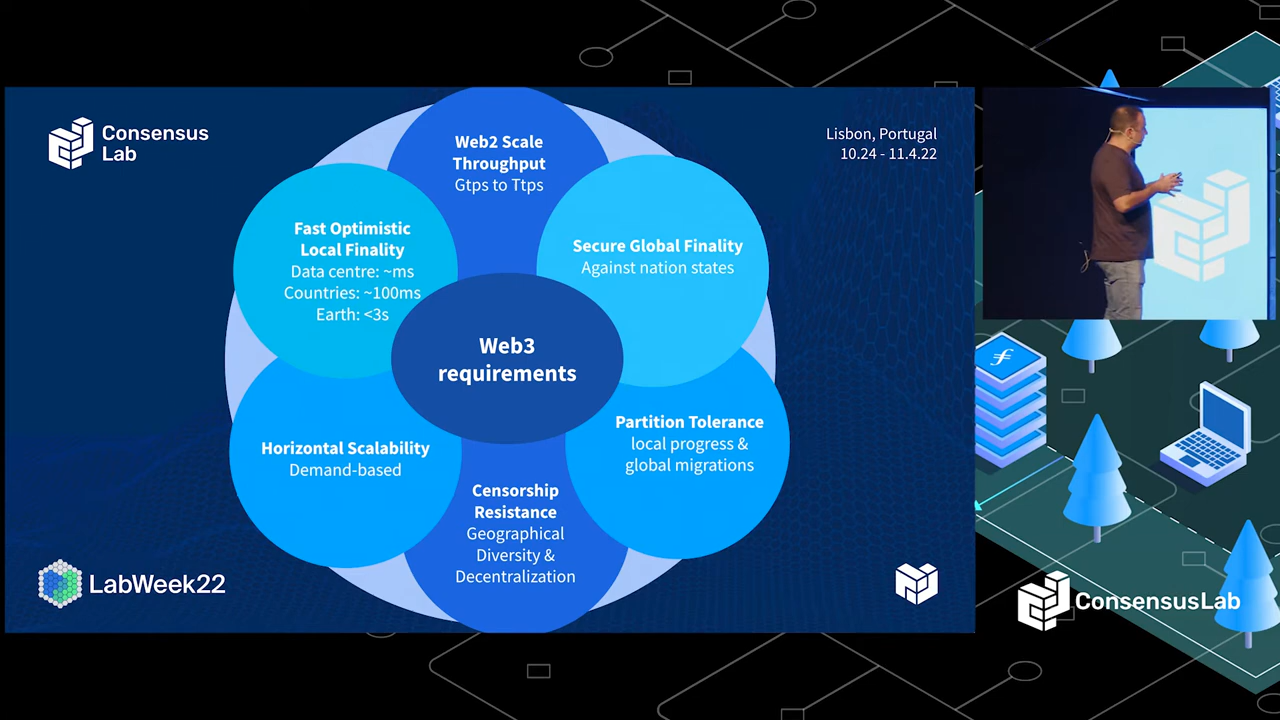 Consensus
Lab
Lisbon, Portugal
10.24 - 11.4.22
Web2 Scale
Throughput
Gtps to Ttps
Fast Optimistic
Local Finality
Data centre: ~ms
Countries: ~100ms
Earth: <3s
Secure Global Finality
Against nation states
Web3
requirements
Horizontal Scalability
Demand-based
Partition Tolerance
local progress &
global migrations
Censorship
Resistance
Geographical
Diversity &
Decentralization
LabWeek22
ConsensusLab